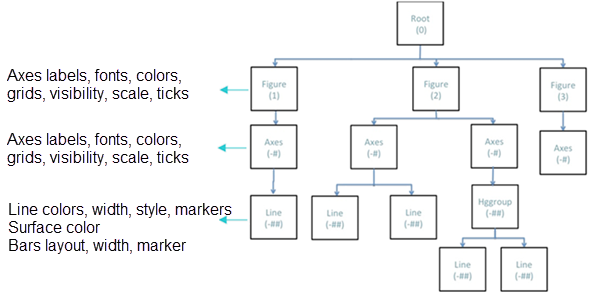 Root
(0)
Axes labels, fonts, colors,
grids, visibility, scale, ticks
Figure
(1)
Figure
(2)
Figure
(3)
Axes labels, fonts, colors,
grids, visibility, scale, ticks
Axes
(-#)
Axes
(-#)
Axes
(-#)
Axes
(-#)
Line colors, width, style, markers
Surface color
Bars layout, width, marker
Line
(-##)
Line
(-##)
Line
(-##)
Hggroup
(-##)
Line
(-##)
Line
(-##)